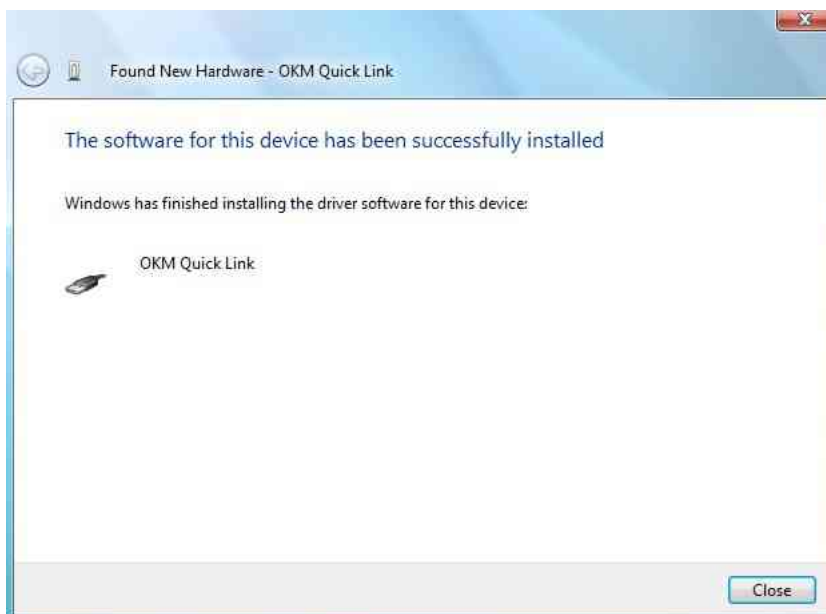 Found New Hardware - OKM Quick Link
The software for this device has been successfully installed
Windows has finished installing the driver software for this device:
OKM Quick Link
Close